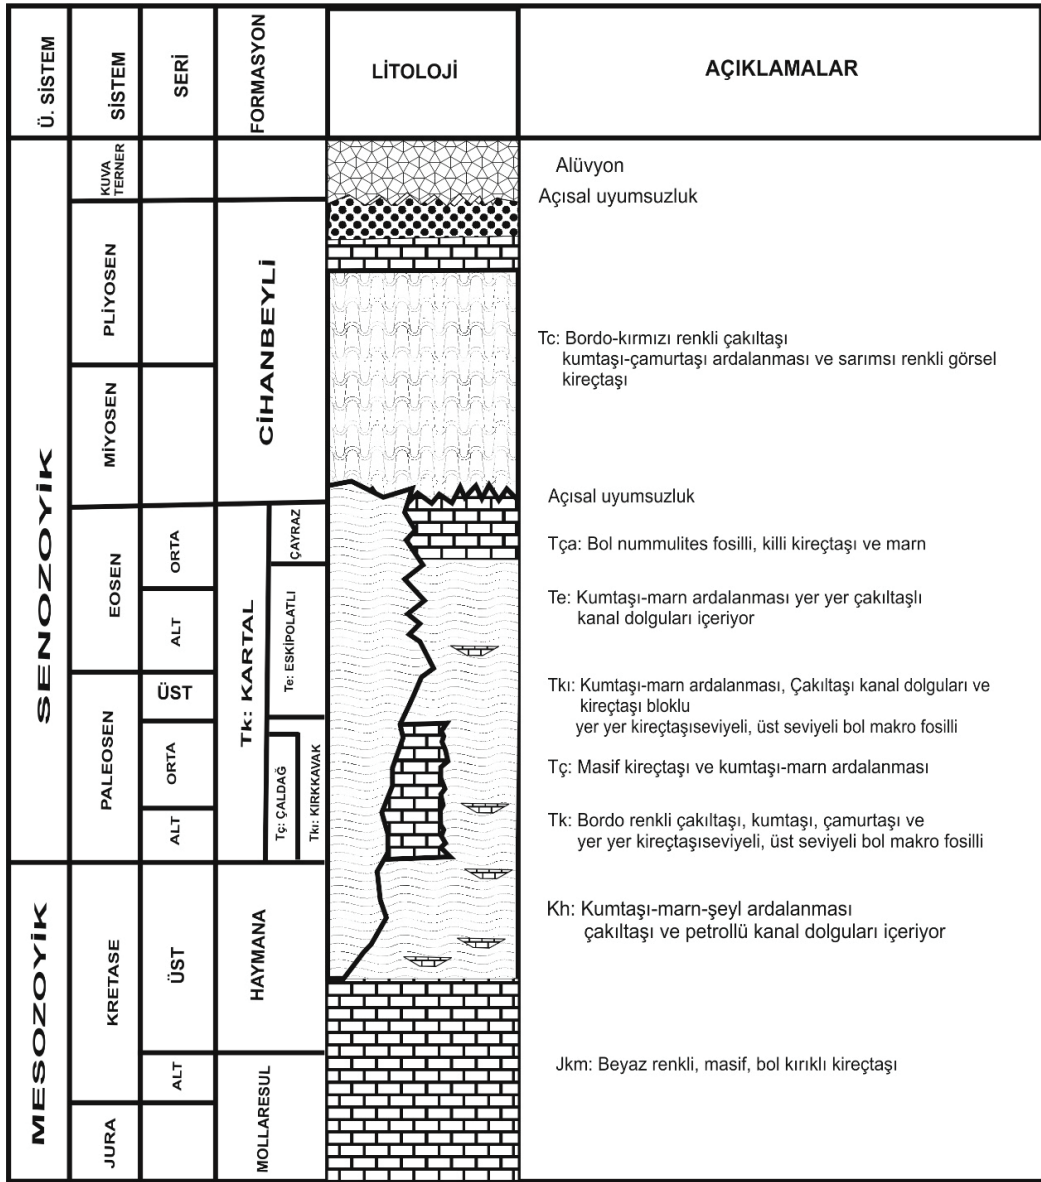 Ü. SİSTEM
SİSTEM
SERİ
FORMASYON
LİTOLOJİ
AÇIKLAMALAR
SENOZOYİK
KUVA
TERNER
Alüvyon
Açısal uyumsuzluk
PLİYOSEN
MİYOSEN
CİHANBEYLİ
Tc: Bordo-kırmızı renkli çakıltaşı
kumtaşı-çamurtaşı ardalanması ve sarımsı renkli görsel
kireçtaşı
Açısal uyumsuzluk
EOSEN
ORTA
ALT
Tk: KARTAL
ÇAYRAZ
Te: ESKİPOLATLI
Tça: Bol nummulites fosilli, killi kireçtaşı ve marn
Te: Kumtaşı-marn ardalanması yer yer çakıltaşlı
kanal dolguları içeriyor
PALEOSEN
ÜST
ORTA
ALT
Tç: ÇALDAĞ
Tkı: KIRKKAVAK
Tkı: Kumtaşı-marn ardalanması, Çakıltaşı kanal dolguları ve
kireçtaşı bloklu
yer yer kireçtaşıseviyeli, üst seviyeli bol makro fosilli
Tç: Masif kireçtaşı ve kumtaşı-marn ardalanması
Tk: Bordo renkli çakıltaşı, kumtaşı, çamurtaşı ve
yer yer kireçtaşıseviyeli, üst seviyeli bol makro fosilli
MESOZOYİK
KRETASE
ÜST
HAYMANA
Kh: Kumtaşı-marn-şeyl ardalanması
çakıltaşı ve petrollü kanal dolguları içeriyor
ALT
JURA
MOLLARESUL
Jkm: Beyaz renkli, masif, bol kırıklı kireçtaşı